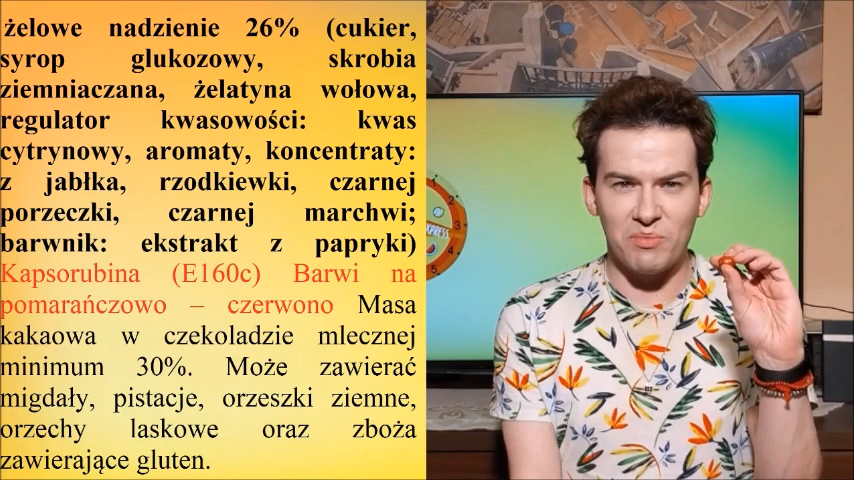 żelowe nadzienie 26% (cukier,
syrop glukozowy, skrobia
ziemniaczana, żelatyna wołowa,
regulator kwasowości: kwas
cytrynowy, aromaty, koncentraty:
z jabłka, rzodkiewki, czarnej
porzeczki, czarnej marchwi;
barwnik: ekstrakt z papryki)
Kapsorubina (E160c) Barwi na
pomarańczowo – czerwono Masa
kakaowa w czekoladzie mlecznej
minimum 30%. Może zawierać
migdały, pistacje, orzeszki ziemne,
orzechy laskowe oraz zboża
zawierające gluten.